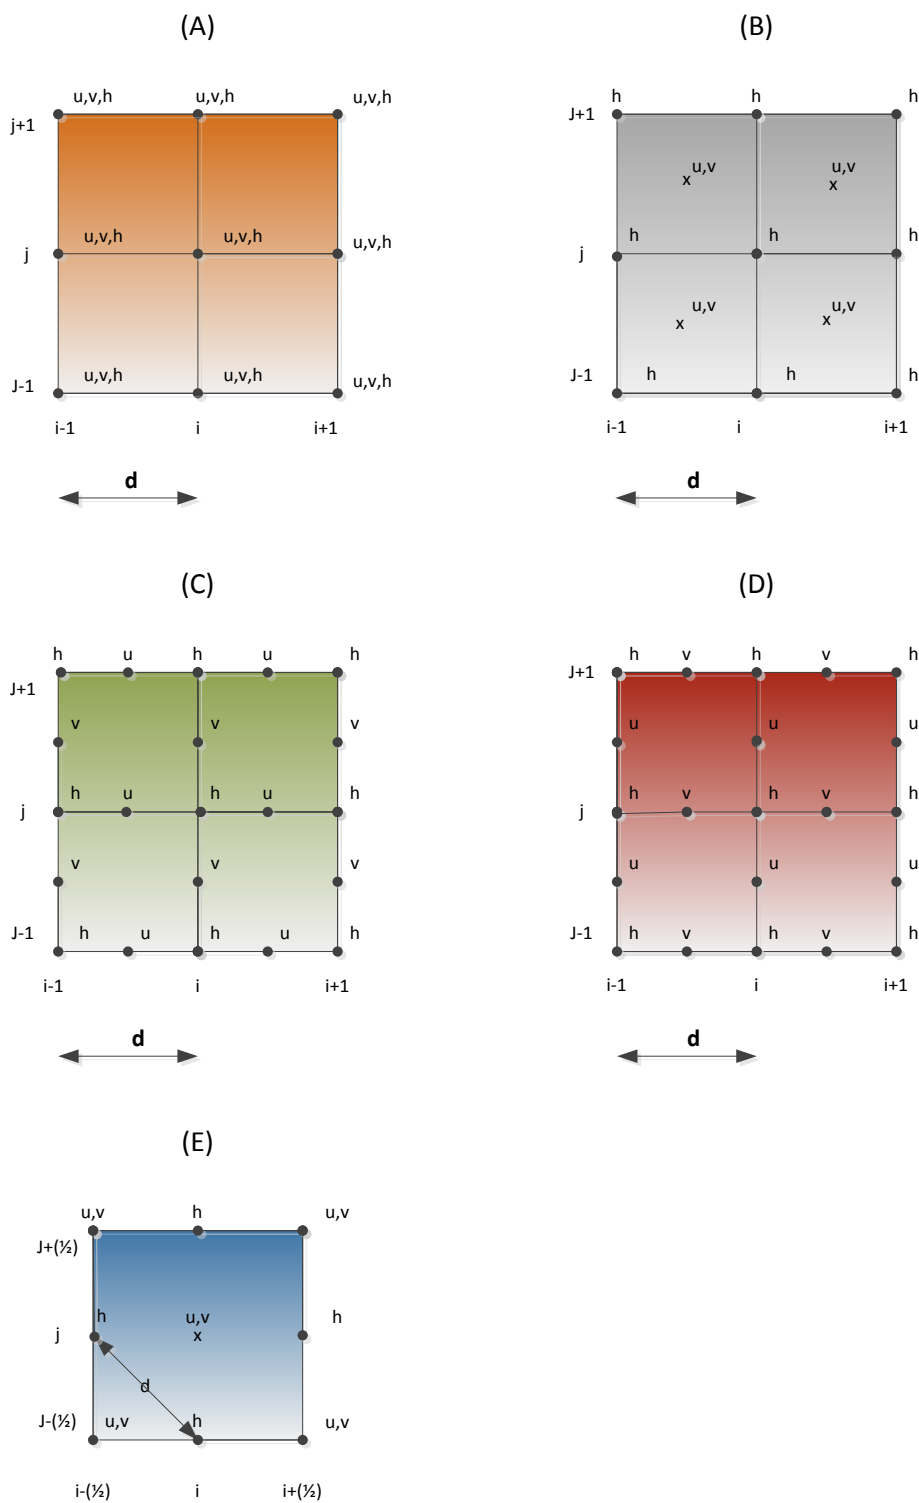 (A) (B)
u,v,h u,v,h u,v,h h h h
j+1 J+1
u,v u,v
x x
u,v,h u,v,h u,v,h h h h
j j
u,v u,v
x x
u,v,h u,v,h u,v,h h h h
J-1 J-1
i-1 i i+1 i-1 i i+1
d d
(C) (D)
h u h u h h v h v h
J+1 J+1
v v v u u u
h u h u h h v h v h
j j
v v v u u u
J-1 h u h u h J-1 h v h v h
i-1 i i+1 i-1 i i+1
d d
(E)
u,v h u,v
J+(½)
h u,v h
j x
d
J-(½) u,v h u,v
i-(½) i i+(½)